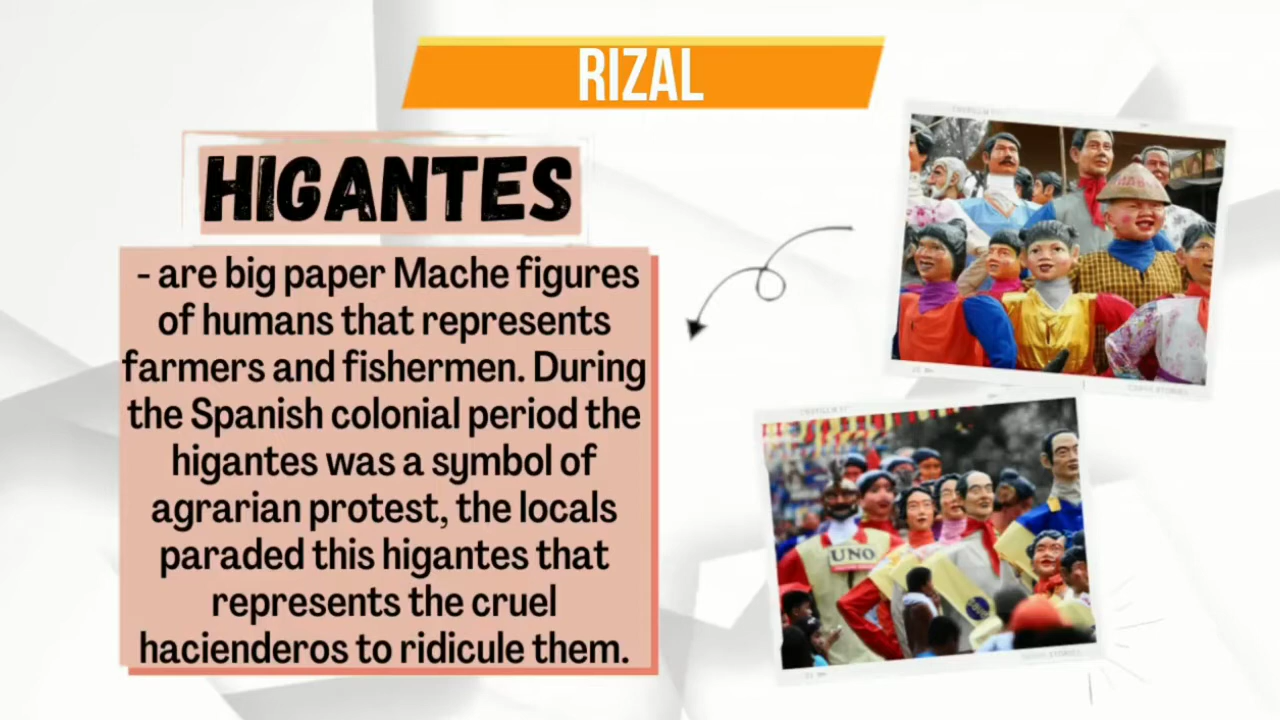 RIZAL
HIGANTES
- are big paper Mache figures
of humans that represents
farmers and fishermen. During
the Spanish colonial period the
higantes was a symbol of
agrarian protest, the locals
paraded this higantes that
represents the cruel
hacienderos to ridicule them.
UNO